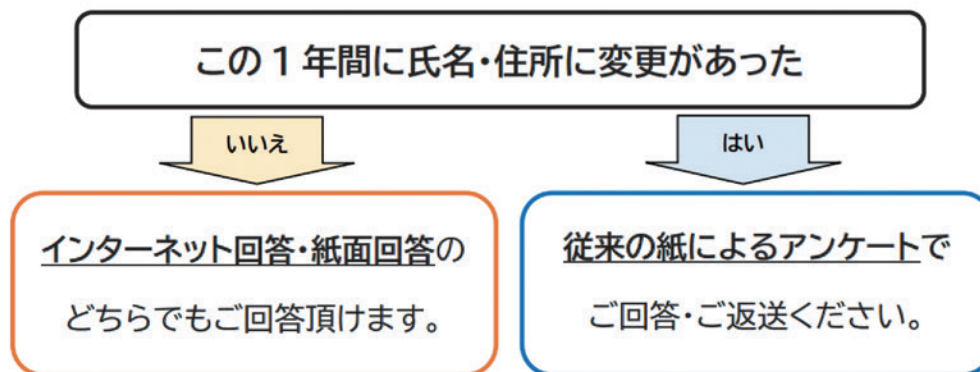 この1年間に氏名・住所に変更があった
いいえ
はい
インターネット回答・紙面回答の
どちらでもご回答頂けます。
従来の紙によるアンケートで
ご回答・ご返送ください。